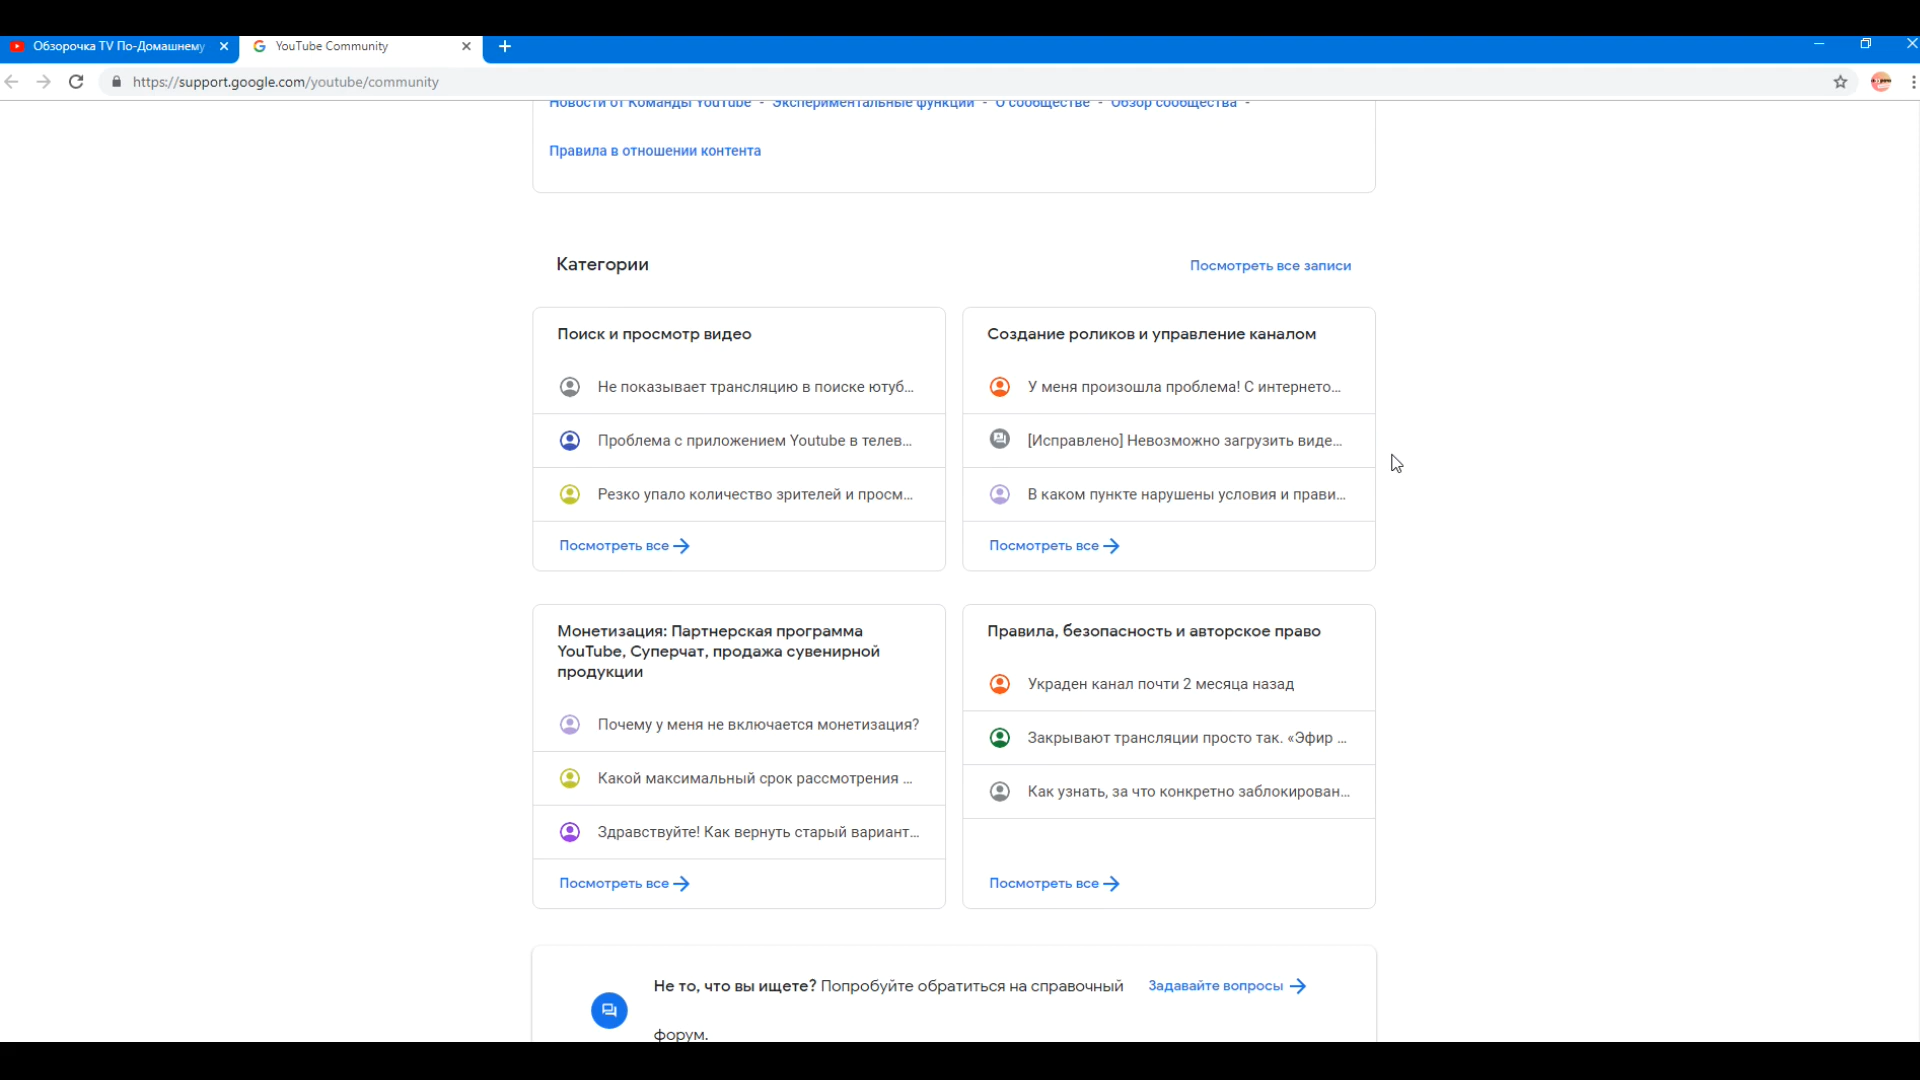 Обзорочка TV По-Домашнему
YouTube Community
https://support.google.com/youtube/community
Новости от Команды YouTube - Экспериментальные функции - О сообществе - Обзор сообщества -
Правила в отношении контента
Категории
Посмотреть все записи
Поиск и просмотр видео
Не показывает трансляцию в поиске ютуб...
Проблема с приложением Youtube в телев...
Резко упало количество зрителей и просм...
Посмотреть все
Создание роликов и управление каналом
У меня произошла проблема! С интернето...
[Исправлено] Невозможно загрузить виде...
В каком пункте нарушены условия и прави...
Посмотреть все
Монетизация: Партнерская программа
YouTube, Суперчат, продажа сувенирной
продукции
Почему у меня не включается монетизация?
Какой максимальный срок рассмотрения ...
Здравствуйте! Как вернуть старый вариант...
Посмотреть все
Правила, безопасность и авторское право
Украден канал почти 2 месяца назад
Закрывают трансляции просто так. «Эфир ...
Как узнать, за что конкретно заблокирован...
Посмотреть все
Не то, что вы ищете? Попробуйте обратиться на справочный
форум.
Задавайте вопросы